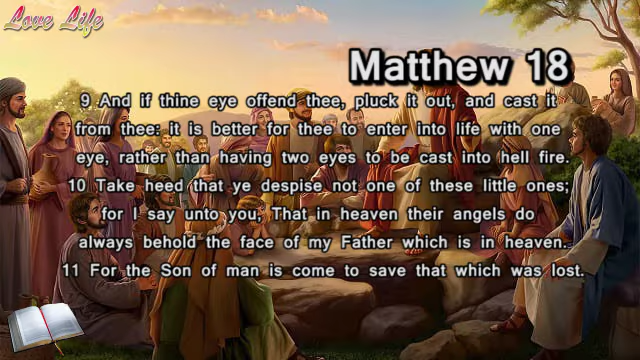 Love Life
Matthew 18
9 And if thine eye offend thee, pluck it out, and cast it
from thee: it is better for thee to enter into life with one
eye, rather than having two eyes to be cast into hell fire.
10 Take heed that ye despise not one of these little ones;
for I say unto you, That in heaven their angels do
always behold the face of my Father which is in heaven.
11 For the Son of man is come to save that which was lost.